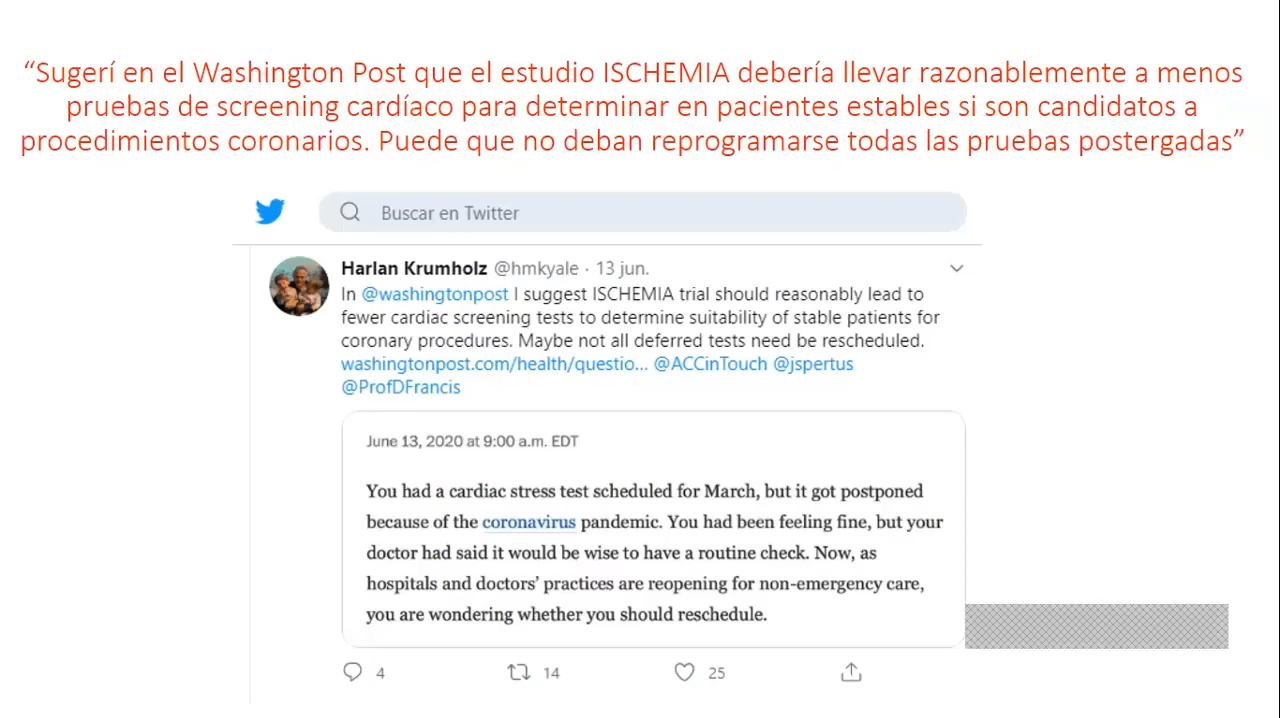 “Sugerí en el Washington Post que el estudio ISCHEMIA debería llevar razonablemente a menos
pruebas de screening cardíaco para determinar en pacientes estables si son candidatos a
procedimientos coronarios. Puede que no deban reprogramarse todas las pruebas postergadas”
Buscar en Twitter
Harlan Krumholz @hmkyale · 13 jun.
In @washingtonpost I suggest ISCHEMIA trial should reasonably lead to
fewer cardiac screening tests to determine suitability of stable patients for
coronary procedures. Maybe not all deferred tests need be rescheduled.
washingtonpost.com/health/questio... @ACCinTouch @jspertus
@ProfDFrancis
June 13, 2020 at 9:00 a.m. EDT
You had a cardiac stress test scheduled for March, but it got postponed
because of the coronavirus pandemic. You had been feeling fine, but your
doctor had said it would be wise to have a routine check. Now, as
hospitals and doctors’ practices are reopening for non-emergency care,
you are wondering whether you should reschedule.
4 14 25